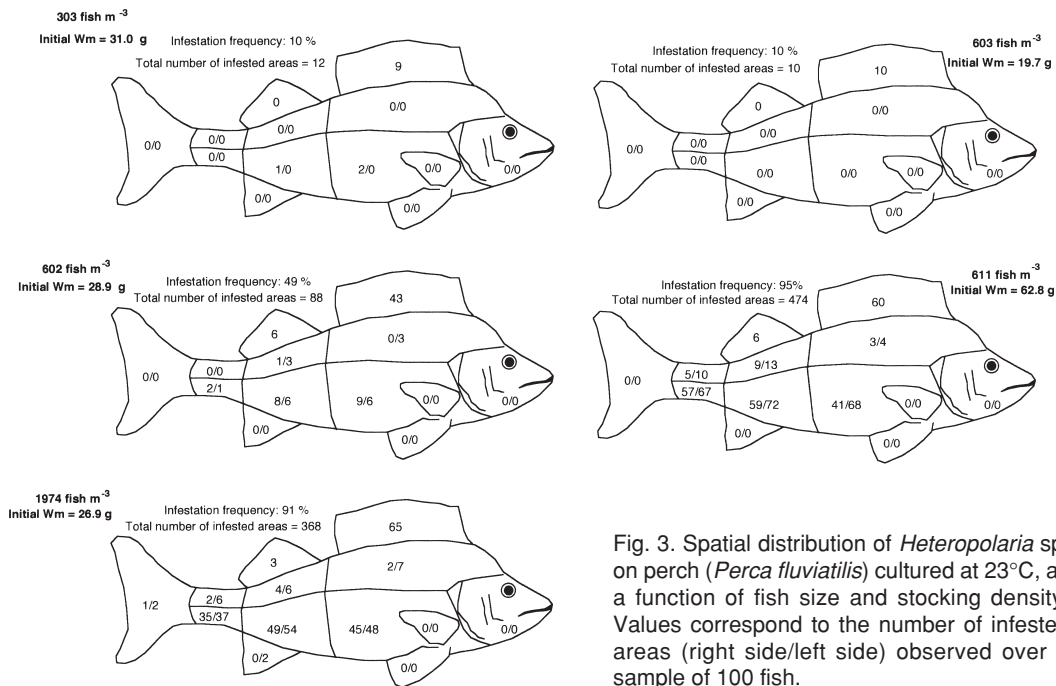 303 fish m -3
Initial Wm = 31.0 g
Infestation frequency: 10 %
Total number of infested areas = 12
9
0
0/0
0/0
0/0
0/0
0/0
1/0
2/0
0/0
0/0
0/0
0/0
603 fish m -3
Initial Wm = 19.7 g
Infestation frequency: 10 %
Total number of infested areas = 10
10
0
0/0
0/0
0/0
0/0
0/0
0/0
0/0
0/0
0/0
0/0
0/0
602 fish m -3
Initial Wm = 28.9 g
Infestation frequency: 49 %
Total number of infested areas = 88
43
6
0/3
1/3
0/0
0/0
2/1
8/6
9/6
0/0
0/0
0/0
0/0
611 fish m -3
Initial Wm = 62.8 g
Infestation frequency: 95%
Total number of infested areas = 474
60
6
3/4
9/13
0/0
5/10
57/67
59/72
41/68
0/0
0/0
0/0
0/0
1974 fish m -3
Initial Wm = 26.9 g
Infestation frequency: 91 %
Total number of infested areas = 368
65
3
2/7
4/6
1/2
2/6
35/37
49/54
45/48
0/0
0/0
0/2
0/0
Fig. 3. Spatial distribution of Heteropolaria sp
on perch (Perca fluviatilis) cultured at 23°C, a
a function of fish size and stocking density
Values correspond to the number of infeste
areas (right side/left side) observed over
sample of 100 fish.